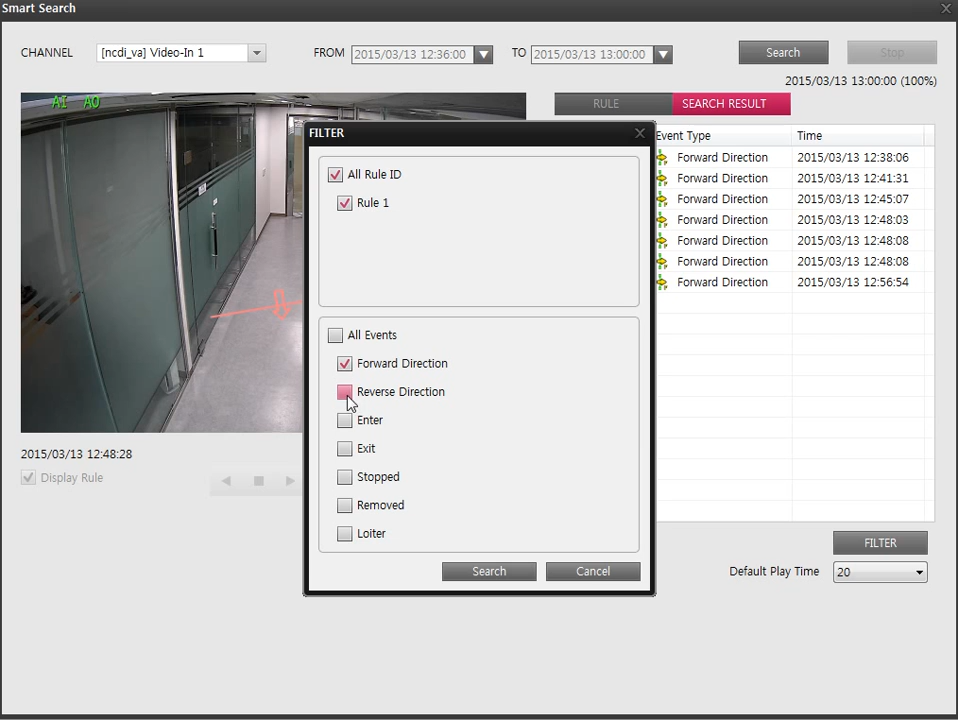 Smart Search
CHANNEL [ncdi_va] Video-In 1 FROM 2015/03/13 12:36:00 TO 2015/03/13 13:00:00 Search Stop
2015/03/13 13:00:00 (100%)
AI AO
RULE SEARCH RESULT
FILTER
All Rule ID
Rule 1
All Events
Forward Direction
Reverse Direction
Enter
Exit
Stopped
Removed
Loiter
Search Cancel
Event Type Time
Forward Direction 2015/03/13 12:38:06
Forward Direction 2015/03/13 12:41:31
Forward Direction 2015/03/13 12:45:07
Forward Direction 2015/03/13 12:48:03
Forward Direction 2015/03/13 12:48:08
Forward Direction 2015/03/13 12:48:08
Forward Direction 2015/03/13 12:56:54
2015/03/13 12:48:28
Display Rule
FILTER
Default Play Time 20